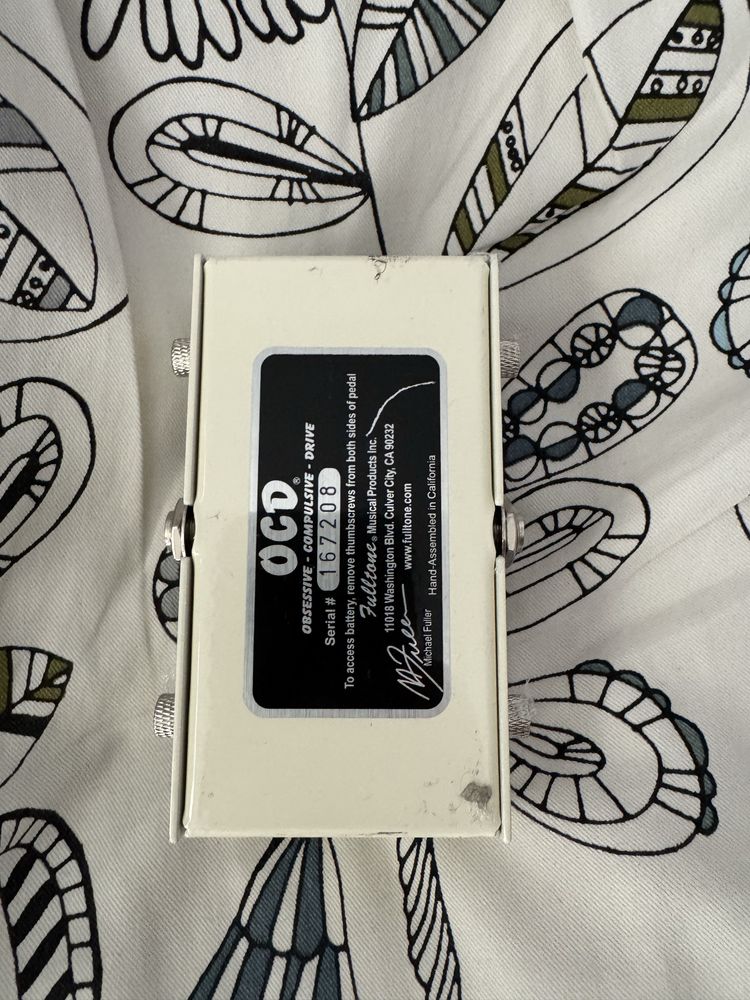 OCD®
OBSESSIVE - COMPULSIVE - DRIVE
Serial # 167208
To access battery, remove thumbscrews from both sides of pedal
Fulltone® Musical Products Inc.
11018 Washington Blvd. Culver City, CA 90232
www.fulltone.com
M Fuller
Michael Fuller Hand-Assembled in California